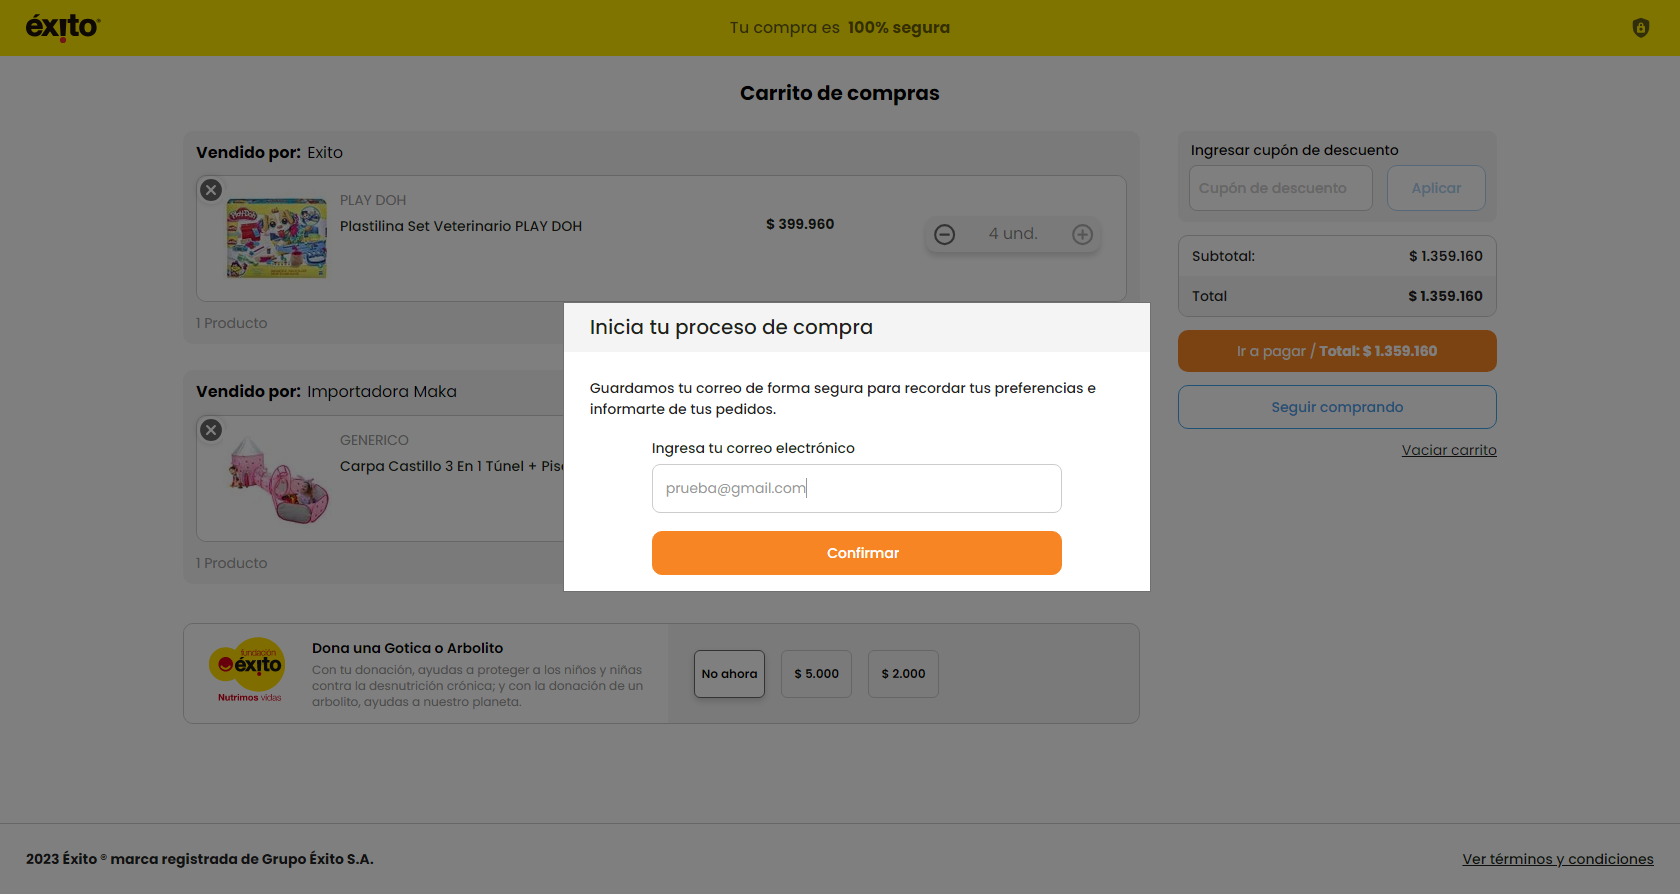 éxito
Tu compra es 100% segura
Carrito de compras
Vendido por: Exito
PLAY DOH
Plastilina Set Veterinario PLAY DOH
$ 399.960
4 und.
1 Producto
Vendido por: Importadora Maka
GENERICO
Carpa Castillo 3 En 1 Túnel + Pis
1 Producto
Ingresar cupón de descuento
Cupón de descuento
Aplicar
Subtotal: $ 1.359.160
Total $ 1.359.160
Ir a pagar / Total: $ 1.359.160
Seguir comprando
Vaciar carrito
Inicia tu proceso de compra
Guardamos tu correo de forma segura para recordar tus preferencias e
informarte de tus pedidos.
Ingresa tu correo electrónico
prueba@gmail.com
Confirmar
fundación
éxito
Nutrimos vidas
Dona una Gotica o Arbolito
Con tu donación, ayudas a proteger a los niños y niñas
contra la desnutrición crónica; y con la donación de un
arbolito, ayudas a nuestro planeta.
No ahora
$ 5.000
$ 2.000
2023 Éxito ® marca registrada de Grupo Éxito S.A.
Ver términos y condiciones